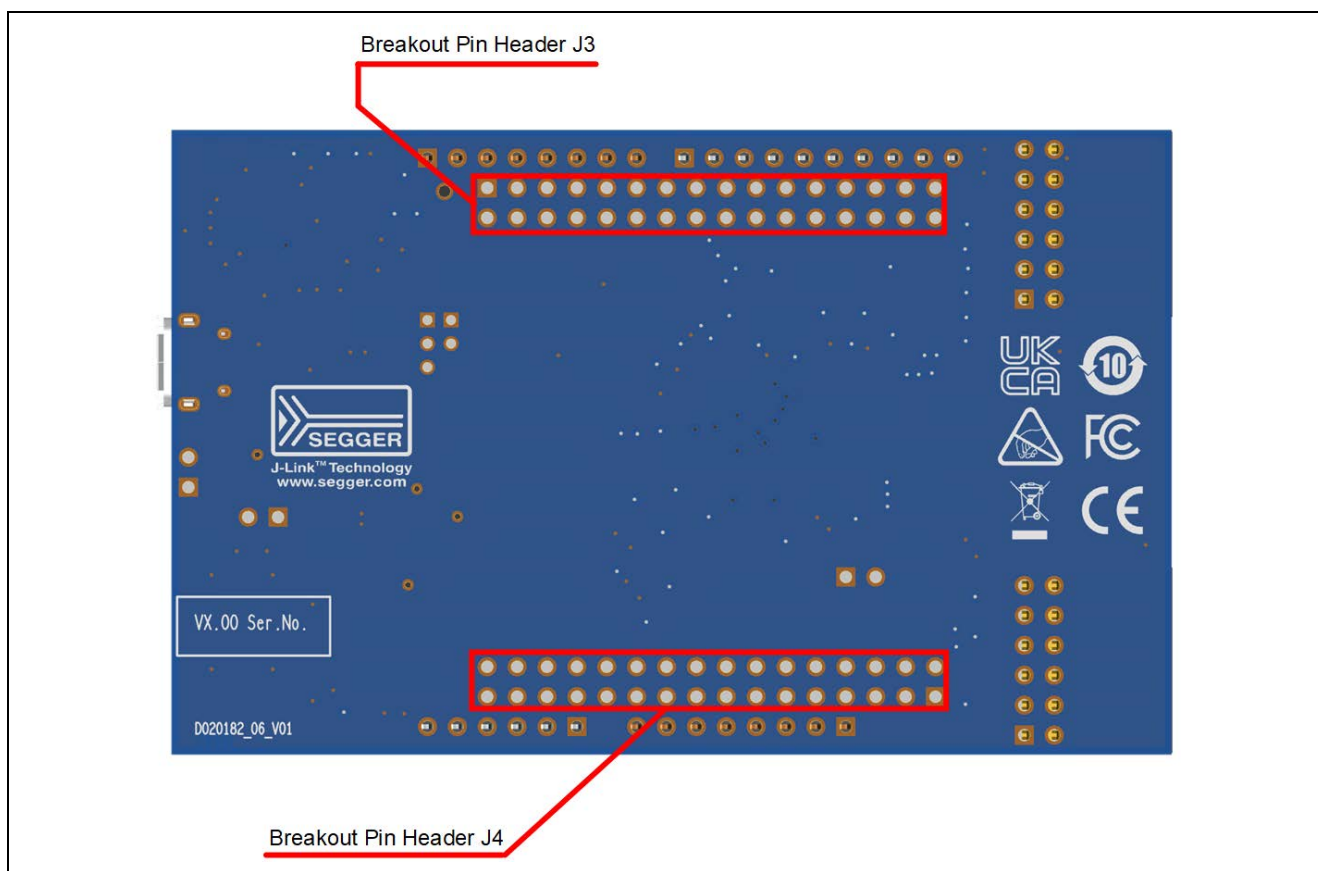 Breakout Pin Header J3
UK
CA
10
SEGGER
FC
J-Link™ Technology
www.segger.com
CE
VX.00 Ser.No.
D020182_06_V01
Breakout Pin Header J4